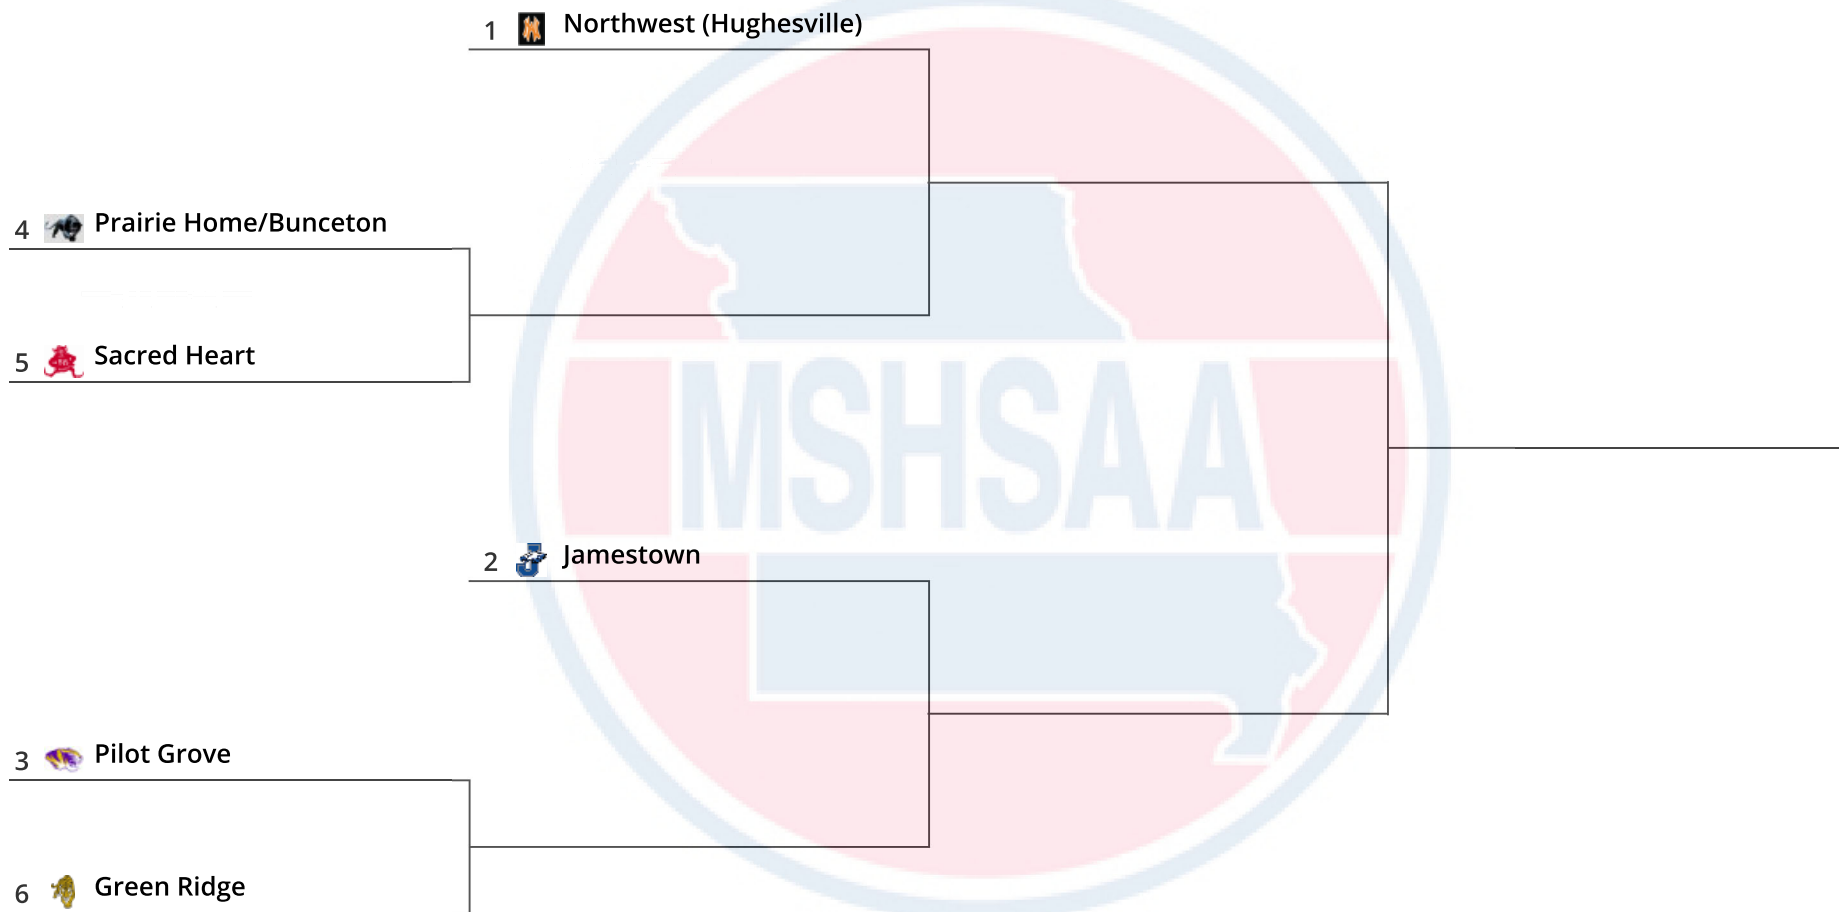 1 Northwest (Hughesville)
4 Prairie Home/Bunceton
5 Sacred Heart
MSHSAA
2 Jamestown
3 Pilot Grove
6 Green Ridge